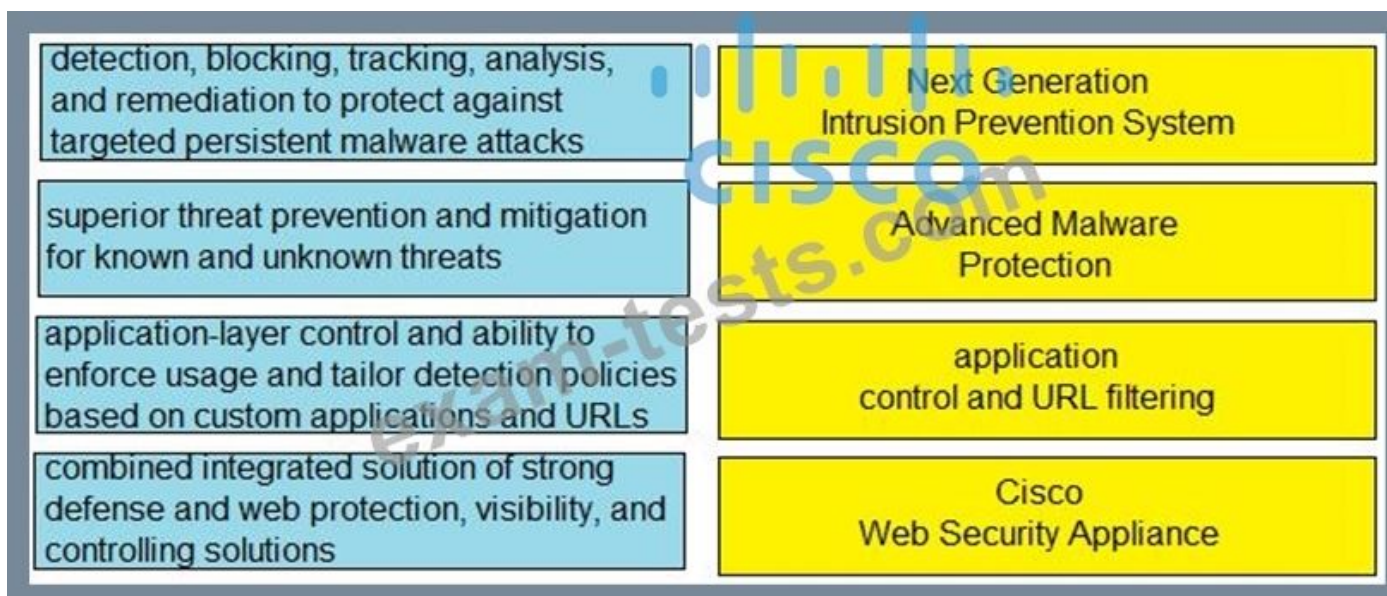 detection, blocking, tracking, analysis,
and remediation to protect against
targeted persistent malware attacks
Next Generation
Intrusion Prevention System
superior threat prevention and mitigation
for known and unknown threats
Advanced Malware
Protection
application-layer control and ability to
enforce usage and tailor detection policies
based on custom applications and URLs
application
control and URL filtering
combined integrated solution of strong
defense and web protection, visibility, and
controlling solutions
Cisco
Web Security Appliance
CISCO
exam-tests.com